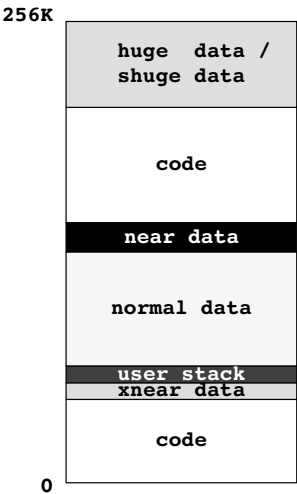 256K
huge data /
shuge data
code
near data
normal data
user stack
xnear data
code
0